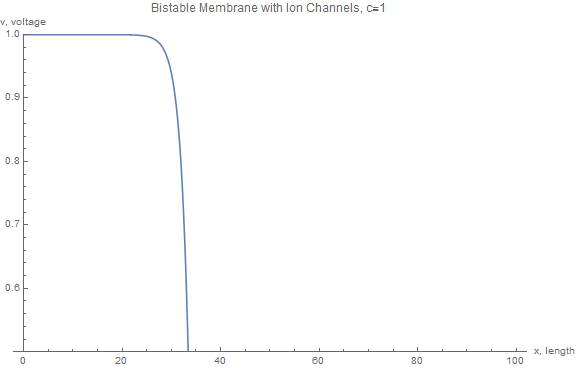 Bistable Membrane with Ion Channels, c=1
v, voltage
1.0
0.9
0.8
0.7
0.6
0 20 40 60 80 100 x, length